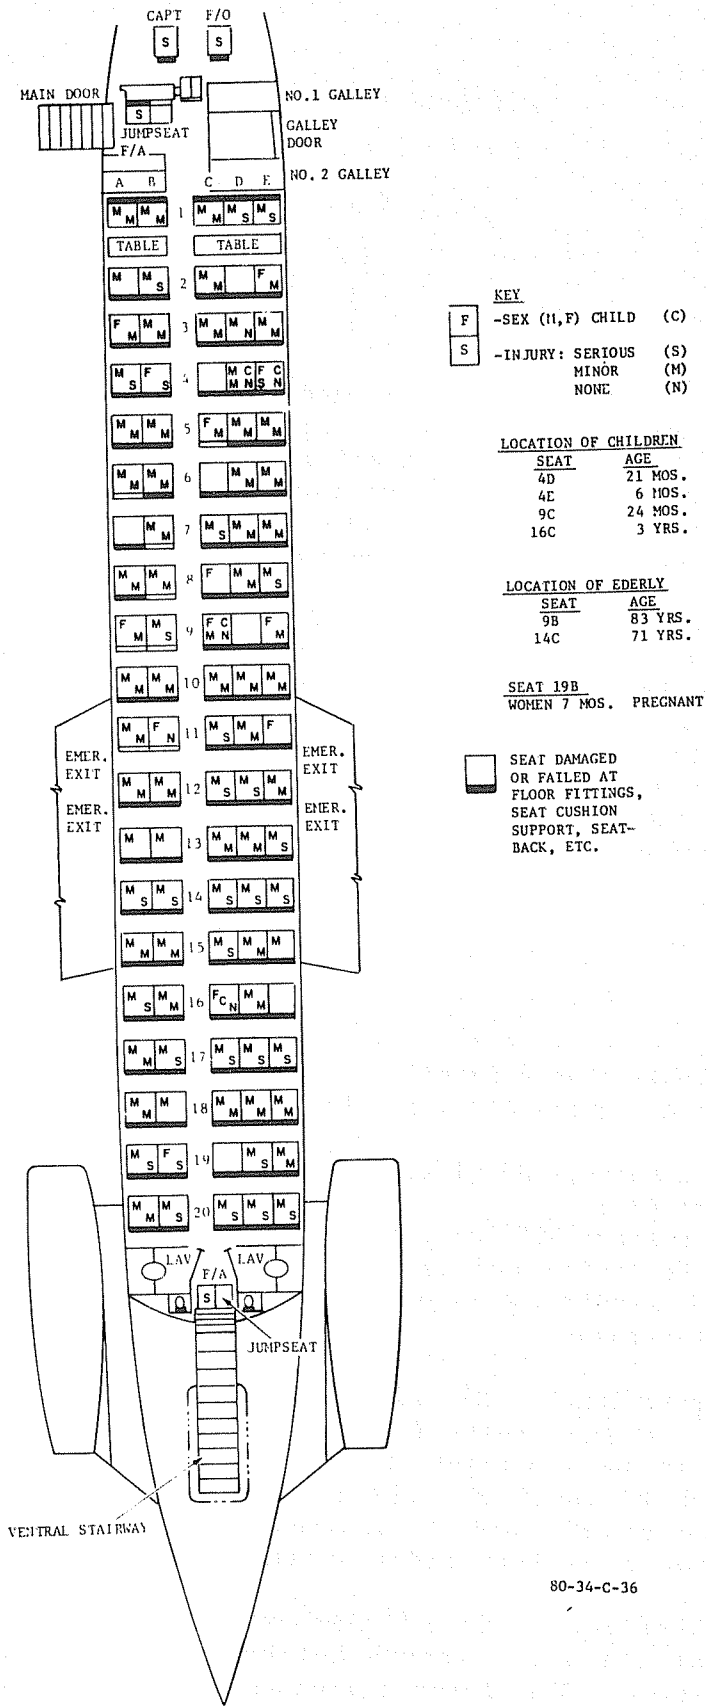 CAPT F/O
S S
MAIN DOOR
NO.1 GALLEY
S
JUMPSEAT
F/A
GALLEY
DOOR
NO. 2 GALLEY
A B C D E
M M M M 1 M M M S M S
TABLE TABLE
M M S 2 M M F M
F M M M 3 M M M N M M
M S F S 4 M M C N F S C N
M M M M 5 F M M M M M
M M M M 6 M M M M
M M 7 M S M M M M
M M M M 8 F M M M S
F M M S 9 F M C N F M
M M M M 10 M M M M M M
M M F N 11 M S M M F
EMER.
EXIT
EMER.
EXIT
M M M M 12 M S M S M M
EMER.
EXIT
EMER.
EXIT
M M 13 M M M M M S
M S M S 14 M S M S M S
M M M M 15 M S M M M
M S M M 16 F C N M M
M M M S 17 M S M S M S
M M M 18 M M M M M M
M S F S 19 M S M M
M M M S 20 M S M S M S
LAV LAV
F/A
S
JUMPSEAT
VENTRAL STAIRWAY
KEY
F -SEX (M,F) CHILD (C)
S -INJURY: SERIOUS (S)
MINOR (M)
NONE (N)
LOCATION OF CHILDREN
SEAT AGE
4D 21 MOS.
4E 6 MOS.
9C 24 MOS.
16C 3 YRS.
LOCATION OF EDERLY
SEAT AGE
9B 83 YRS.
14C 71 YRS.
SEAT 19B
WOMEN 7 MOS. PREGNANT
SEAT DAMAGED
OR FAILED AT
FLOOR FITTINGS,
SEAT CUSHION
SUPPORT, SEAT-
BACK, ETC.
80-34-C-36